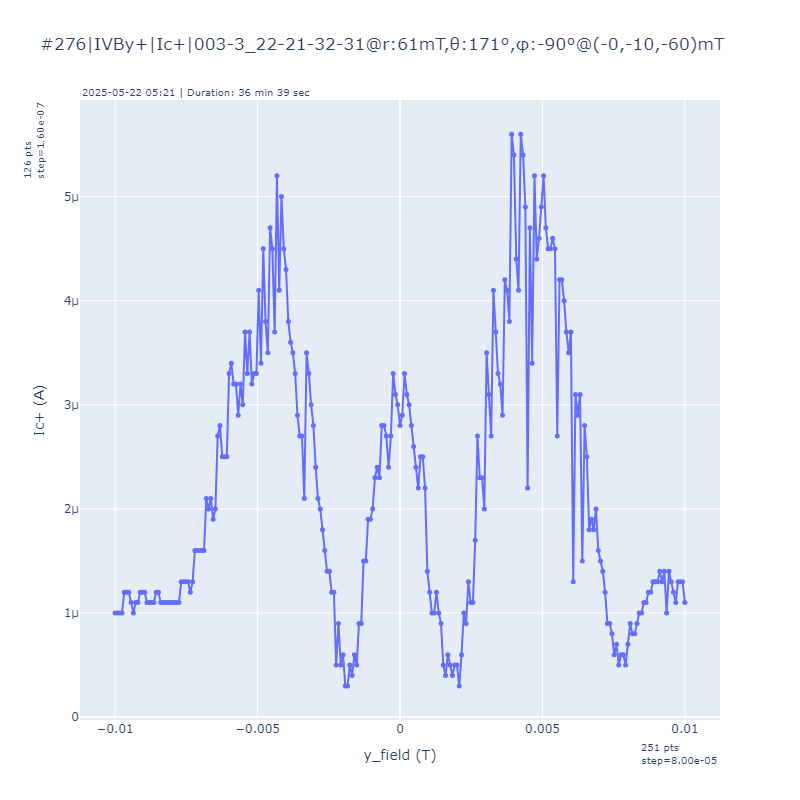 #276|IVBy+|Ic+|003-3_22-21-32-31@r:61mT,θ:171°,φ:-90°@(-0,-10,-60)mT
2025-05-22 05:21 | Duration: 36 min 39 sec
126 pts
step=1.60e-07
5μ
4μ
3μ
2μ
1μ
0
Ic+ (A)
−0.01
−0.005
0
0.005
0.01
y_field (T)
251 pts
step=8.00e-05